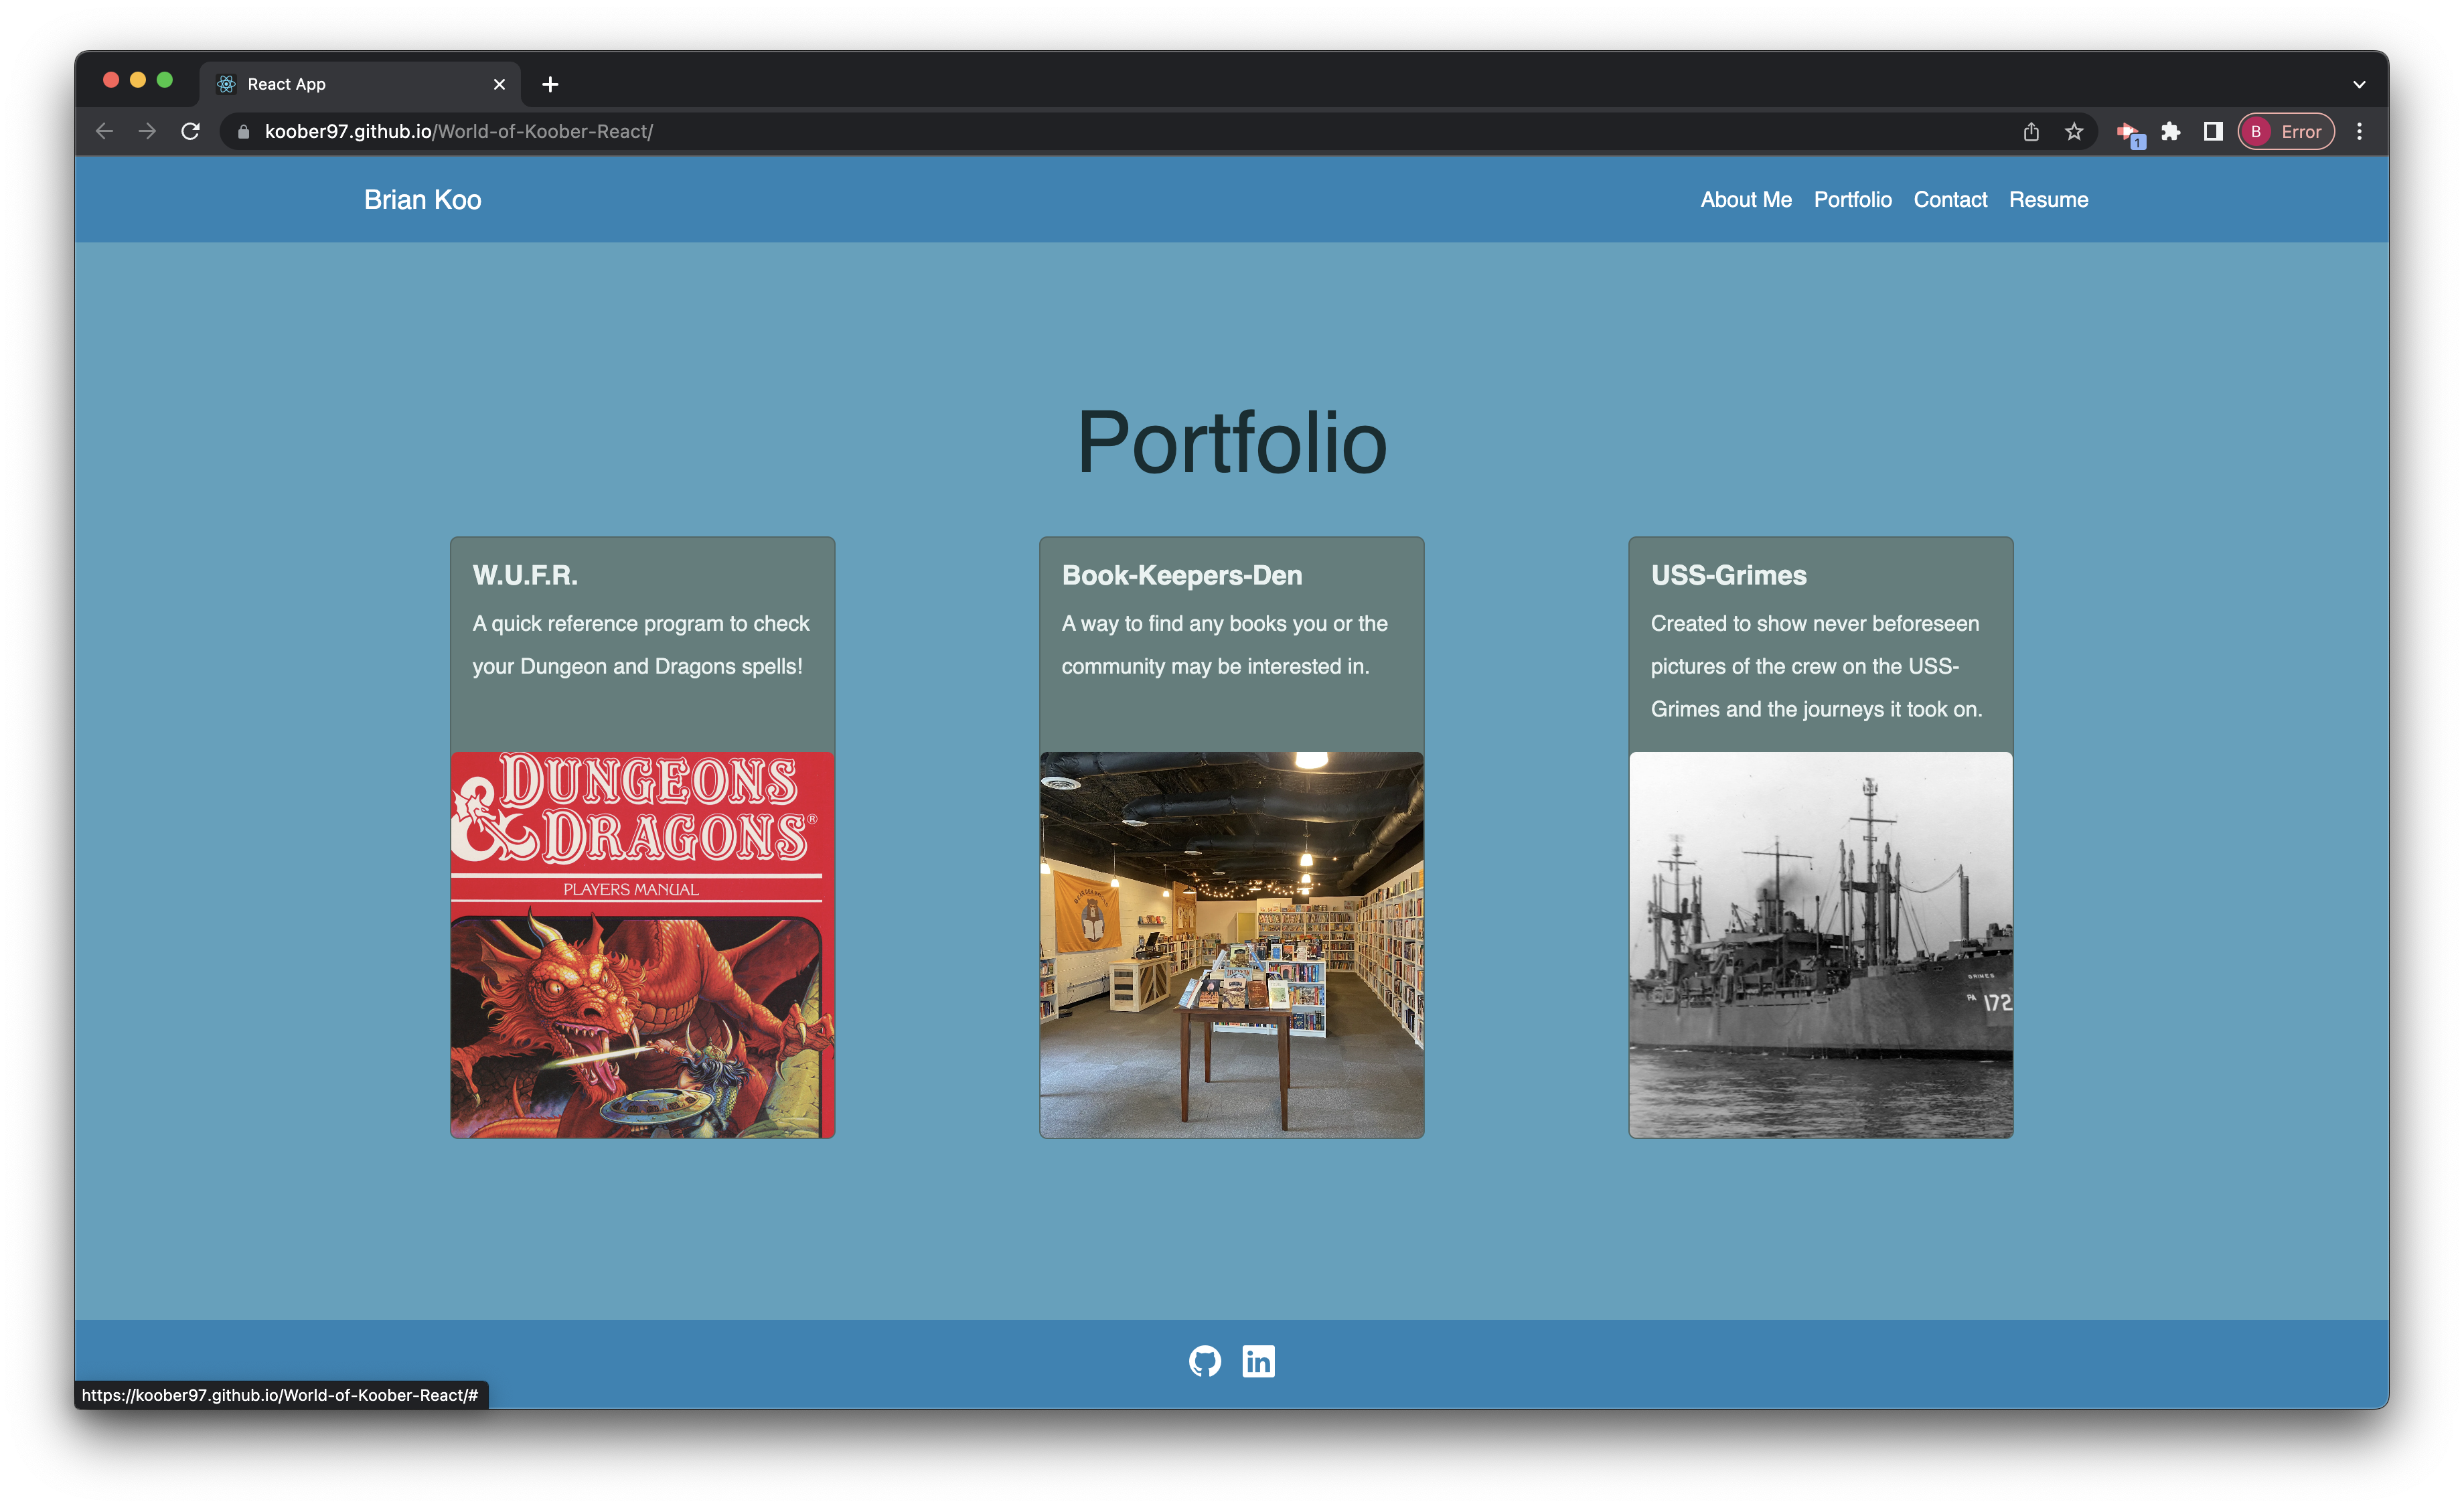 React App
koober97.github.io/World-of-Koober-React/
1
B Error
Brian Koo
About Me Portfolio Contact Resume
Portfolio
W.U.F.R.
A quick reference program to check
your Dungeon and Dragons spells!
DUNGEONS
& DRAGONS®
PLAYERS MANUAL
Book-Keepers-Den
A way to find any books you or the
community may be interested in.
USS-Grimes
Created to show never beforeseen
pictures of the crew on the USS-
Grimes and the journeys it took on.
GRIMES
PA 172
in
https://koober97.github.io/World-of-Koober-React/#